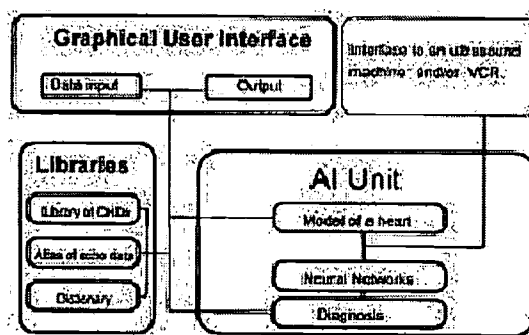 Graphical User Interface
Data input
Output
Interface to an ultrasound
machine and/or VCR.
Libraries
Library of CHDs
Atlas of echo data
Dictionary
AI Unit
Model of a heart
Neural Networks
Diagnosis